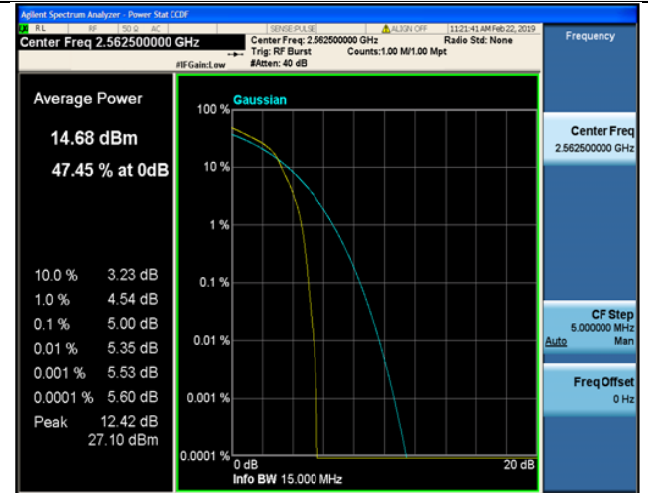 Agilent Spectrum Analyzer - Power Stat CCDF
RL RF 50 Ω AC SENSE:PULSE ALIGN OFF 11:21:41 AM Feb 22, 2019
Center Freq 2.562500000 GHz
Center Freq: 2.562500000 GHz Radio Std: None
Trig: RF Burst Counts:1.00 M/1.00 Mpt
#IFGain:Low #Atten: 40 dB
Frequency
Average Power
14.68 dBm
47.45 % at 0dB
10.0 % 3.23 dB
1.0 % 4.54 dB
0.1 % 5.00 dB
0.01 % 5.35 dB
0.001 % 5.53 dB
0.0001 % 5.60 dB
Peak 12.42 dB
27.10 dBm
Gaussian
100 %
10 %
1 %
0.1 %
0.01 %
0.001 %
0.0001 %
0 dB 20 dB
Info BW 15.000 MHz
Center Freq
2.562500000 GHz
CF Step
5.000000 MHz
Auto Man
Freq Offset
0 Hz